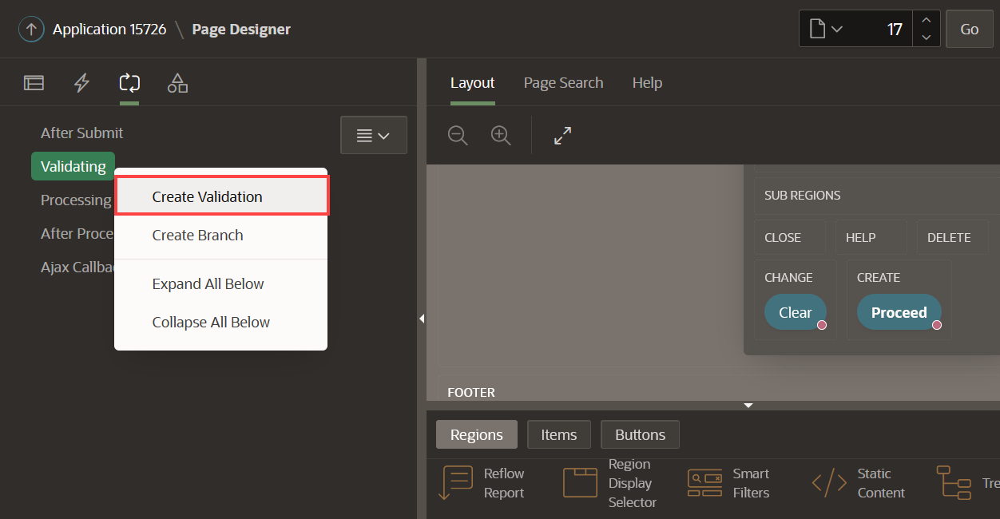 Application 15726 \ Page Designer
17
Go
Layout
Page Search
Help
After Submit
Validating
Processing
After Proce
Ajax Callba
Create Validation
Create Branch
Expand All Below
Collapse All Below
SUB REGIONS
CLOSE
HELP
DELETE
CHANGE
CREATE
Clear
Proceed
FOOTER
Regions
Items
Buttons
Reflow
Report
Region
Display
Selector
Smart
Filters
Static
Content
Tre